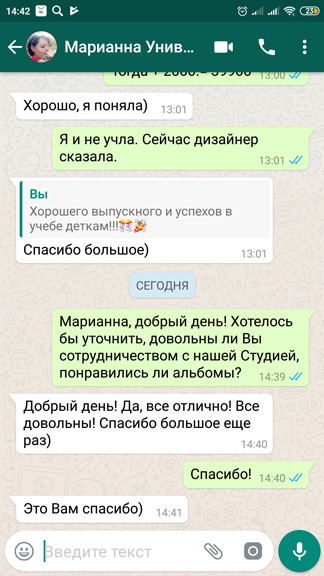 14:42
23
Марианна Унив...
13:00
Хорошо, я поняла)
13:01
Я и не учла. Сейчас дизайнер
сказала.
13:01
Вы
Хорошего выпускного и успехов в
учебе деткам!!!🎊🎉
Спасибо большое)
13:01
СЕГОДНЯ
Марианна, добрый день! Хотелось
бы уточнить, довольны ли Вы
сотрудничеством с нашей Студией,
понравились ли альбомы?
14:39
Добрый день! Да, все отлично! Все
довольны! Спасибо большое еще
раз)
14:40
Спасибо!
14:40
Это Вам спасибо)
14:41
Введите текст